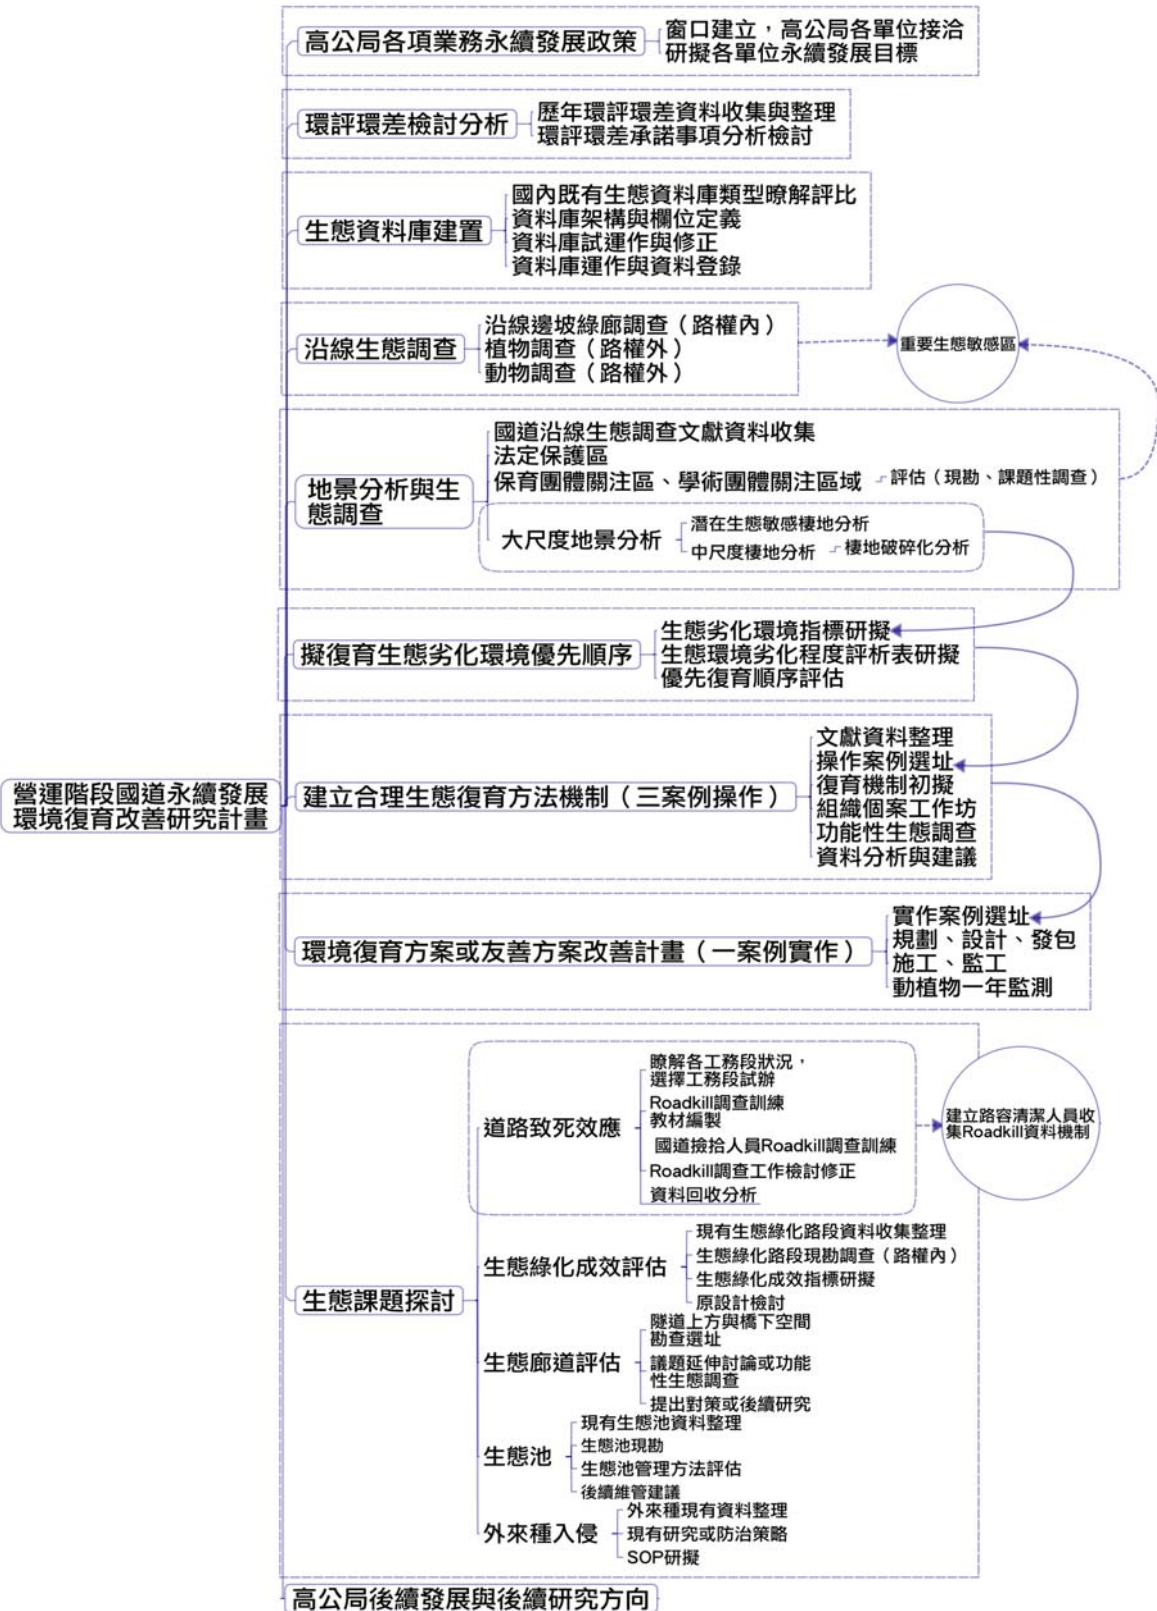 高公局各項業務永續發展政策
窗口建立，高公局各單位接洽
研擬各單位永續發展目標
環評環差檢討分析
歷年環評環差資料收集與整理
環評環差承諾事項分析檢討
生態資料庫建置
國內既有生態資料庫類型暸解評比
資料庫架構與欄位定義
資料庫試運作與修正
資料庫運作與資料登錄
沿線生態調查
沿線邊坡綠廊調查（路權內）
植物調查（路權外）
動物調查（路權外）
重要生態敏感區
地景分析與生
態調查
國道沿線生態調查文獻資料收集
法定保護區
保育團體關注區、學術團體關注區域
評估（現勘、課題性調查）
大尺度地景分析
潛在生態敏感棲地分析
中尺度棲地分析
棲地破碎化分析
擬復育生態劣化環境優先順序
生態劣化環境指標研擬
生態環境劣化程度評析表研擬
優先復育順序評估
營運階段國道永續發展
環境復育改善研究計畫
建立合理生態復育方法機制（三案例操作）
文獻資料整理
操作案例選址
復育機制初擬
組織個案工作坊
功能性生態調查
資料分析與建議
環境復育方案或友善方案改善計畫（一案例實作）
實作案例選址
規劃、設計、發包
施工、監工
動植物一年監測
生態課題探討
道路致死效應
瞭解各工務段狀況，
選擇工務段試辦
Roadkill調查訓練
教材編製
國道撿拾人員Roadkill調查訓練
Roadkill調查工作檢討修正
資料回收分析
建立路容清潔人員收
集Roadkill資料機制
生態綠化成效評估
現有生態綠化路段資料收集整理
生態綠化路段現勘調查（路權內）
生態綠化成效指標研擬
原設計檢討
生態廊道評估
隧道上方與橋下空間
勘查選址
議題延伸討論或功能
性生態調查
提出對策或後續研究
生態池
現有生態池資料整理
生態池現勘
生態池管理方法評估
後續維管建議
外來種入侵
外來種現有資料整理
現有研究或防治策略
SOP研擬
高公局後續發展與後續研究方向